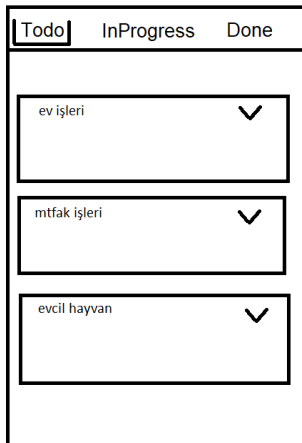 Todo InProgress Done
ev işleri
mtfak işleri
evcil hayvan